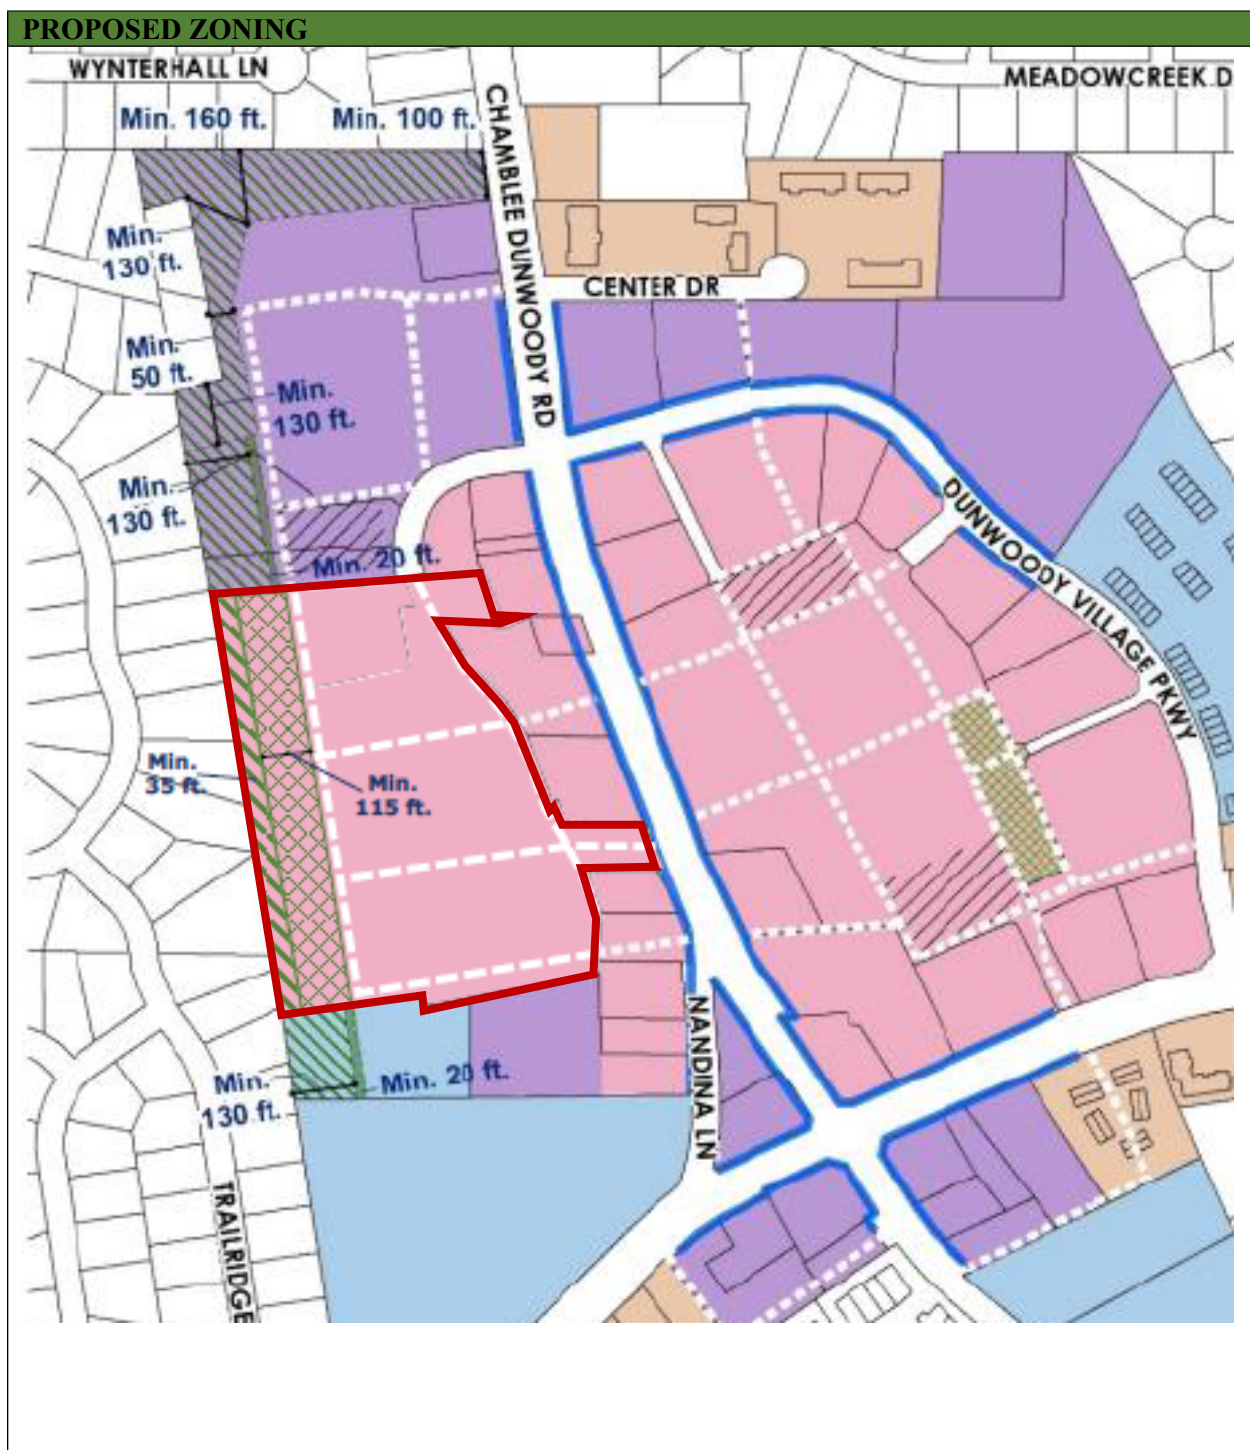 PROPOSED ZONING
WYNTERHALL LN
MEADOWCREEK D
Min. 160 ft.
Min. 100 ft.
CHAMBLEE DUNWOODY RD
Min.
130 ft.
CENTER DR
Min.
50 ft.
Min.
130 ft.
Min.
130 ft.
DUNWOODY VILLAGE PKWY
Min. 20 ft.
Min.
35 ft.
Min.
115 ft.
NANDINA LN
Min.
130 ft.
Min. 20 ft.
TRAILRIDGE